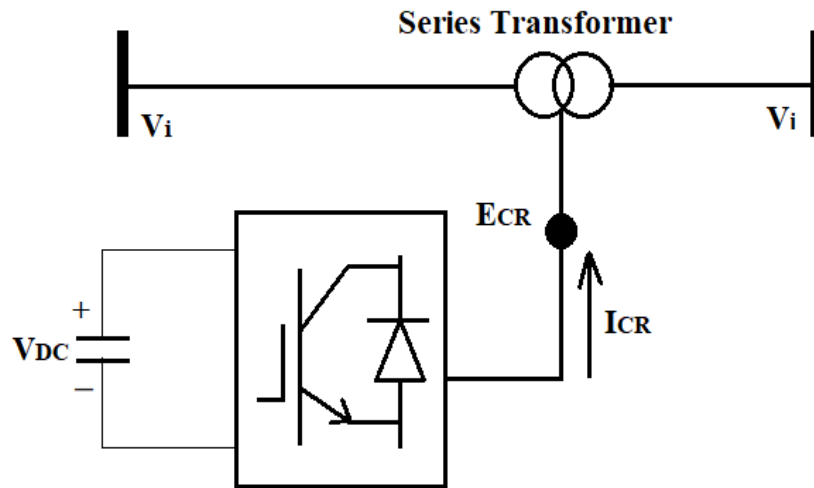 Series Transformer
Vi Vi
ECR
ICR
+
VDC
−